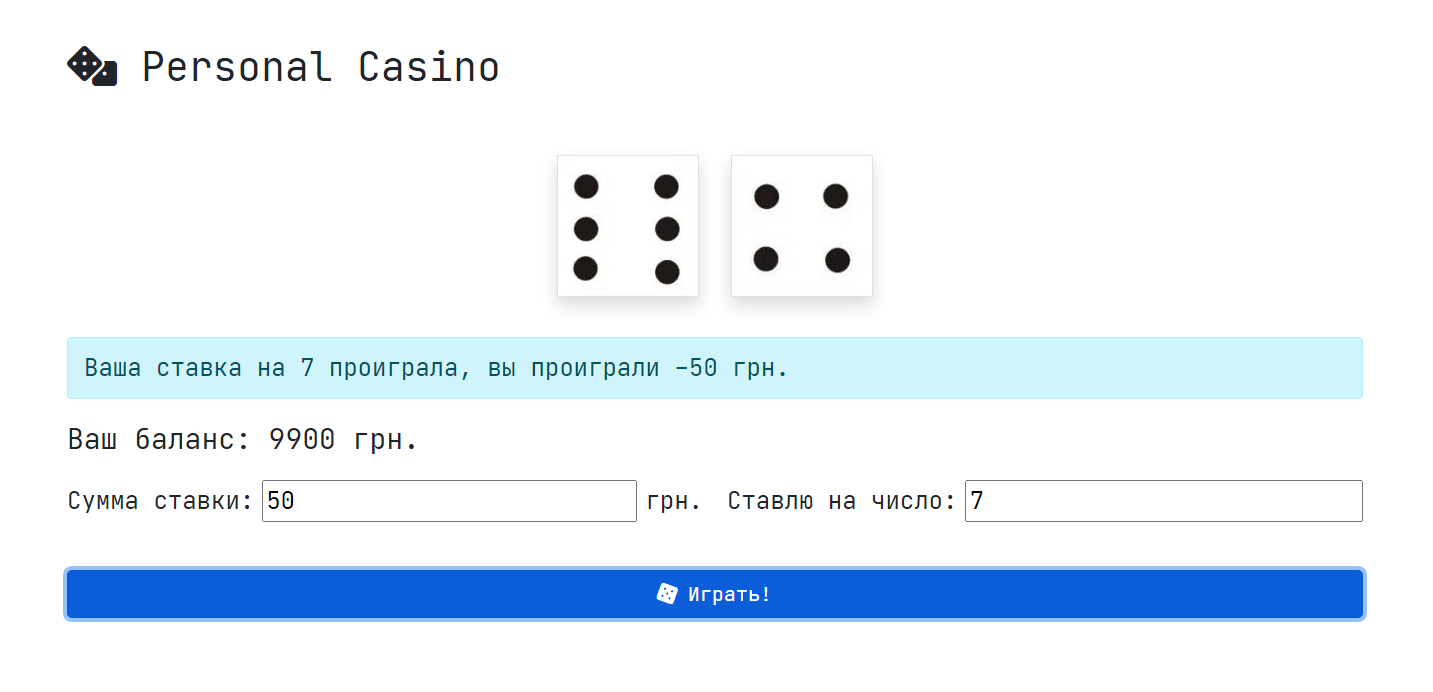 Personal Casino
Ваша ставка на 7 проиграла, вы проиграли -50 грн.
Ваш баланс: 9900 грн.
Сумма ставки: 50 грн. Ставлю на число: 7
Играть!